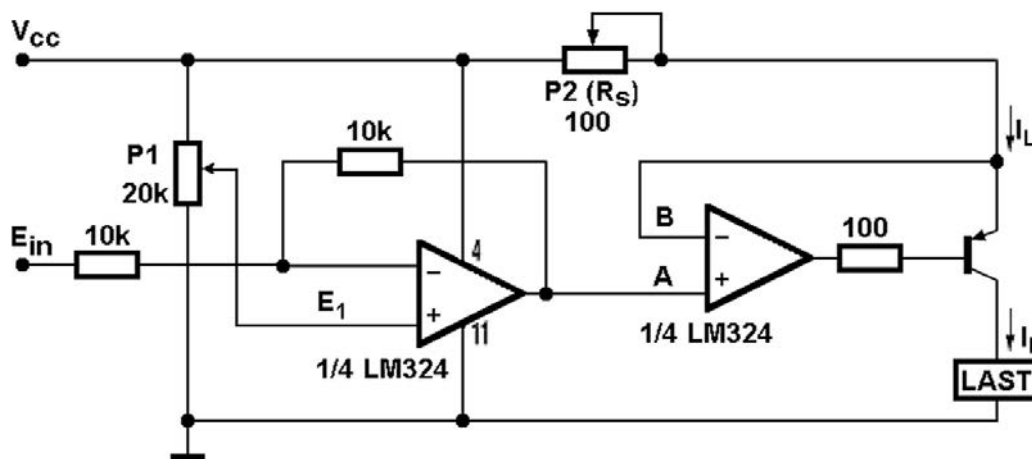 Vcc
P2 (Rs)
100
10k
P1
20k
IL
Ein
10k
4
B
100
A
E1
11
1/4 LM324
1/4 LM324
LAST